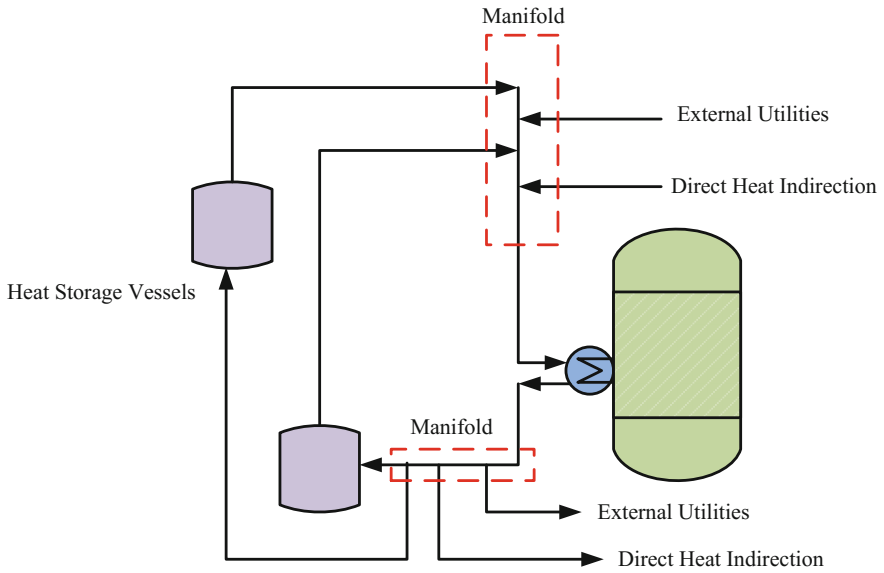 Manifold
External Utilities
Direct Heat Indirection
Heat Storage Vessels
Manifold
External Utilities
Direct Heat Indirection